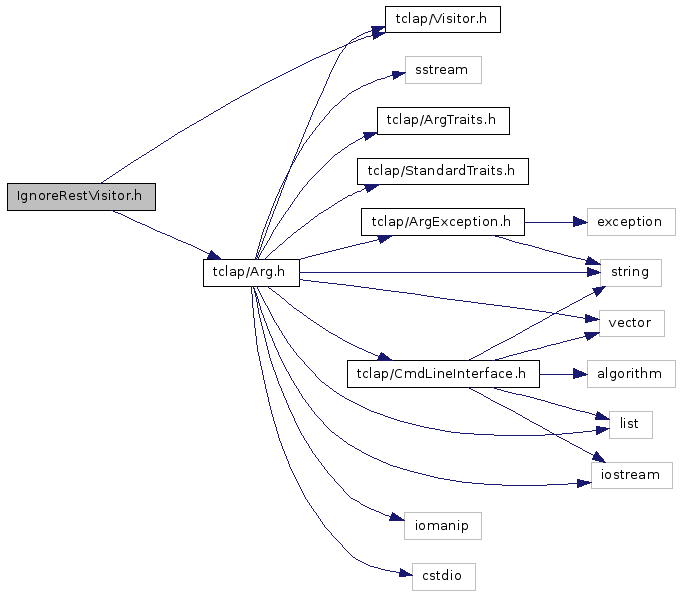 tclap/Visitor.h
sstream
tclap/ArgTraits.h
tclap/StandardTraits.h
IgnoreRestVisitor.h
tclap/ArgException.h
exception
tclap/Arg.h
string
vector
tclap/CmdLineInterface.h
algorithm
list
iostream
iomanip
cstdio